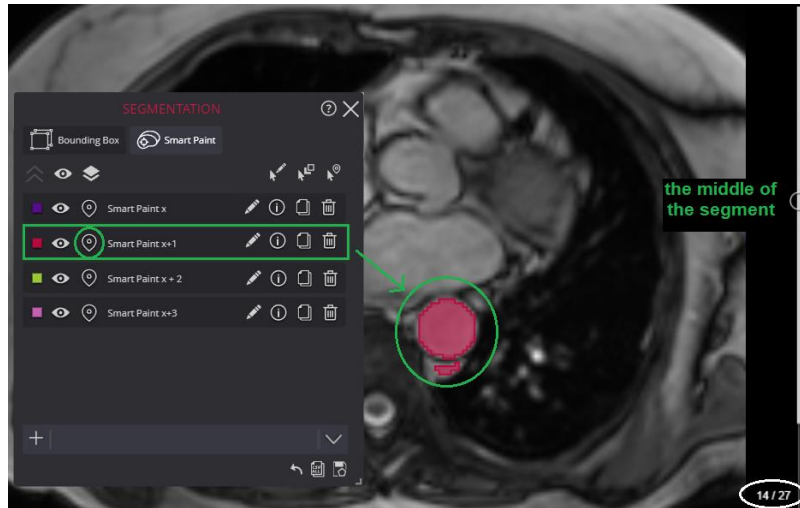 SEGMENTATION
Bounding Box Smart Paint
Smart Paint x
Smart Paint x+1
Smart Paint x + 2
Smart Paint x+3
the middle of
the segment
14 / 27